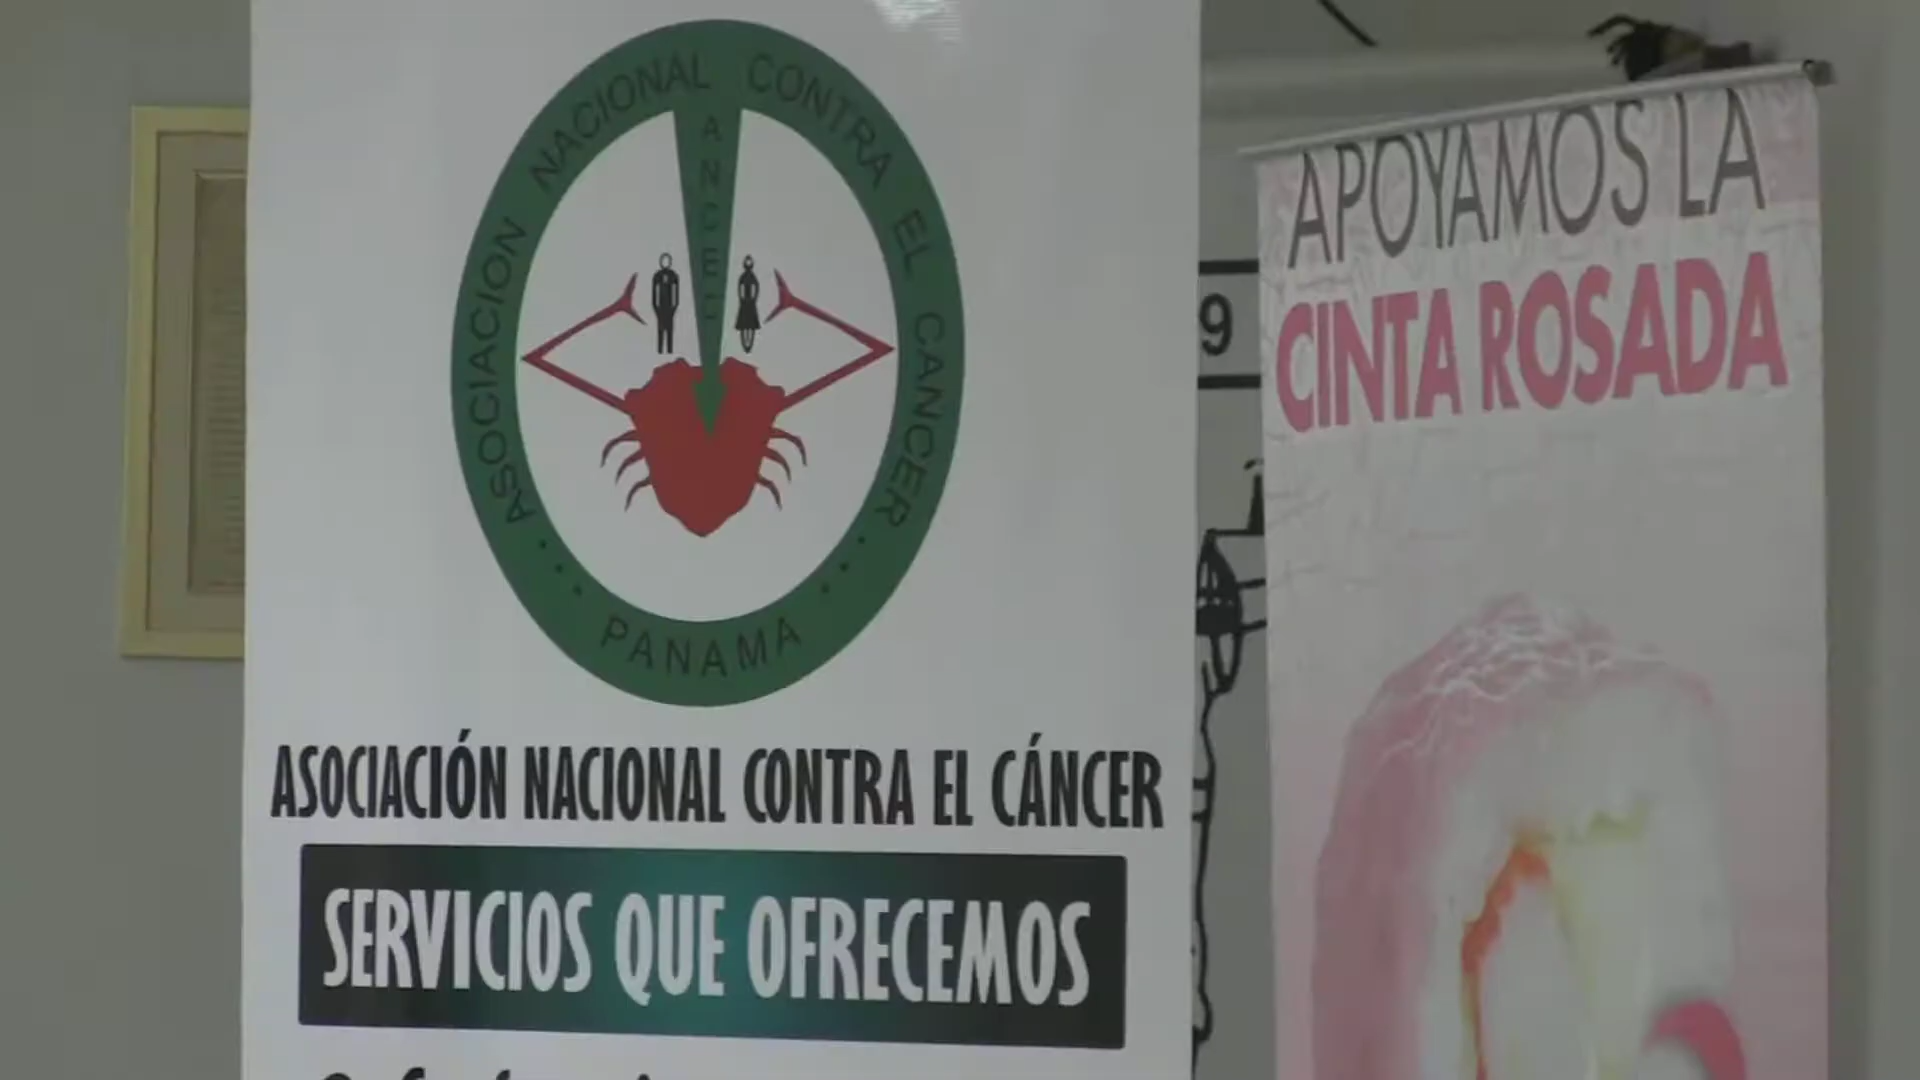 ASOCIACION NACIONAL CONTRA EL CANCER
ANCEC
PANAMA
ASOCIACIÓN NACIONAL CONTRA EL CÁNCER
SERVICIOS QUE OFRECEMOS
9
APOYAMOS LA
CINTA ROSADA